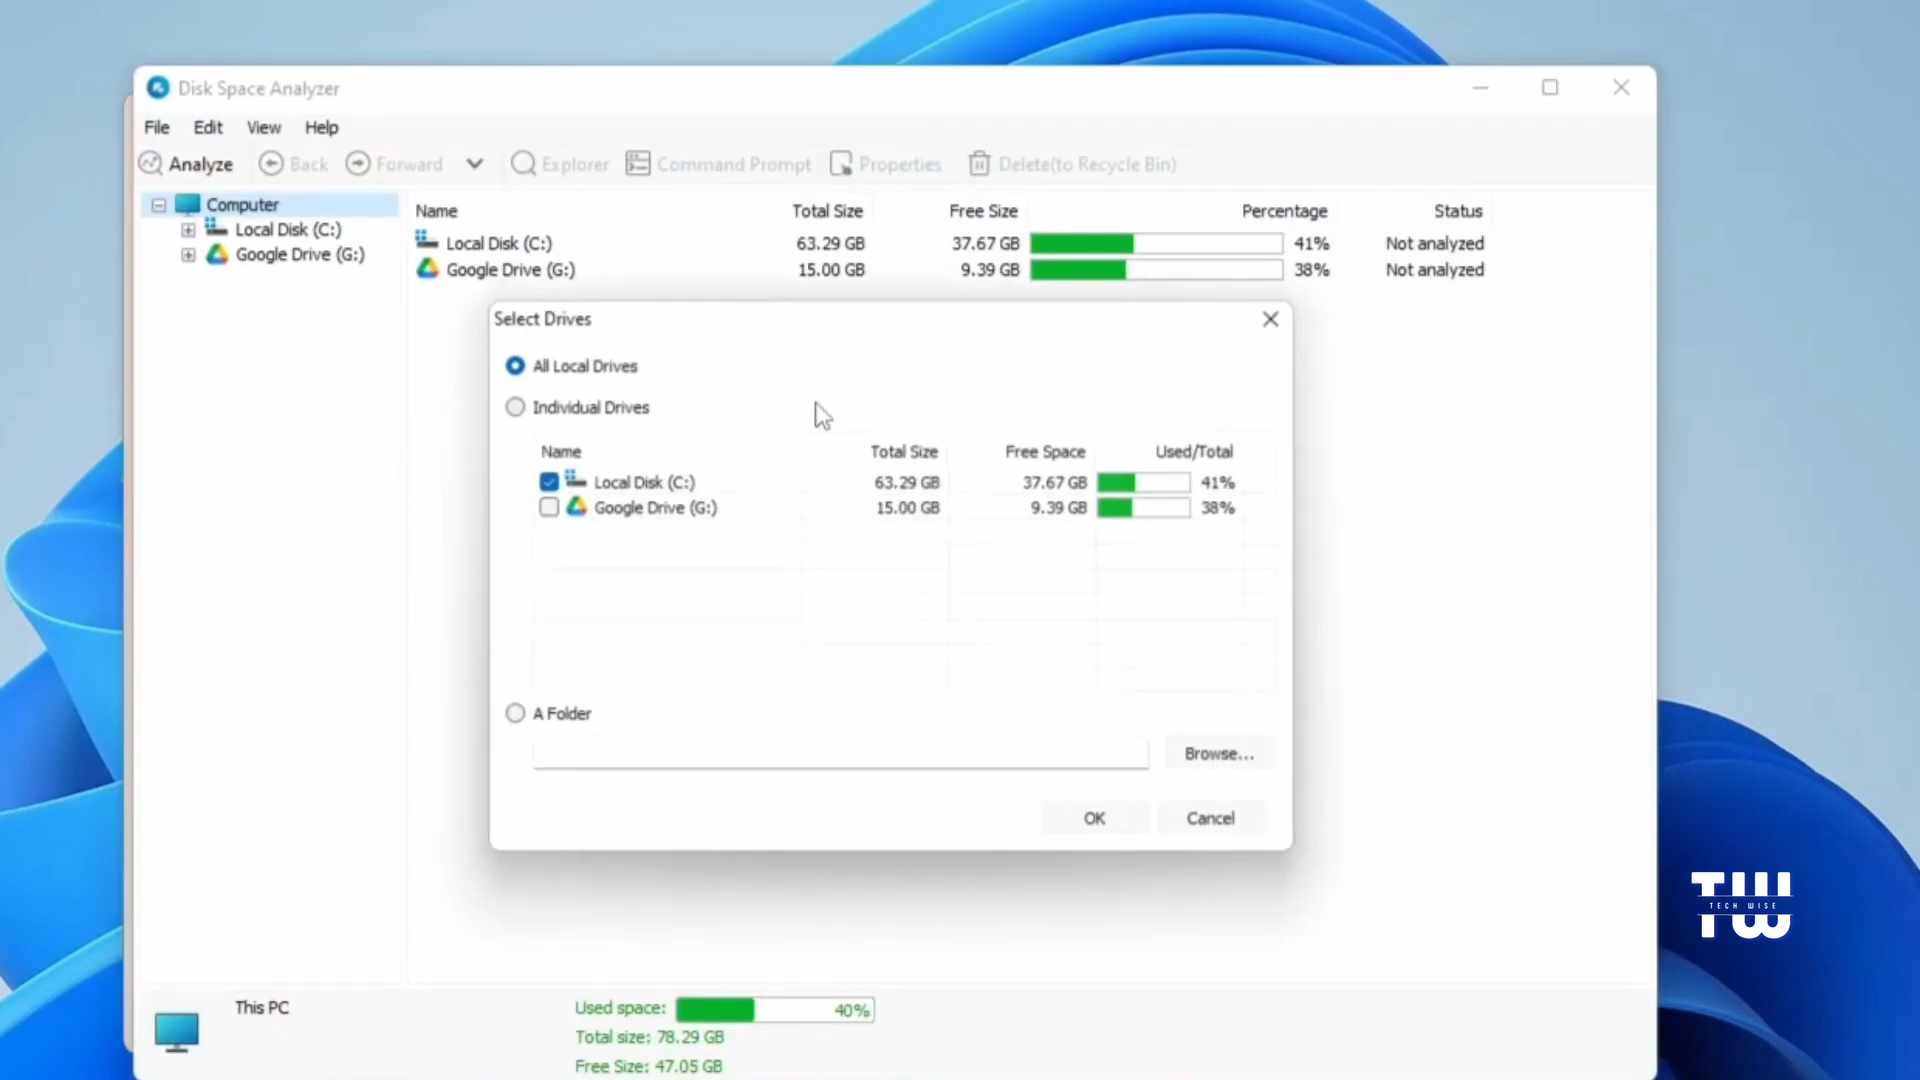 Disk Space Analyzer
File Edit View Help
Analyze Back Forward Explorer Command Prompt Properties Delete(to Recycle Bin)
Computer
Local Disk (C:)
Google Drive (G:)
Name Total Size Free Size Percentage Status
Local Disk (C:) 63.29 GB 37.67 GB 41% Not analyzed
Google Drive (G:) 15.00 GB 9.39 GB 38% Not analyzed
Select Drives
All Local Drives
Individual Drives
Name Total Size Free Space Used/Total
Local Disk (C:) 63.29 GB 37.67 GB 41%
Google Drive (G:) 15.00 GB 9.39 GB 38%
A Folder
Browse...
OK Cancel
This PC
Used space: 40%
Total size: 78.29 GB
Free Size: 47.05 GB
TW
TECH WISE